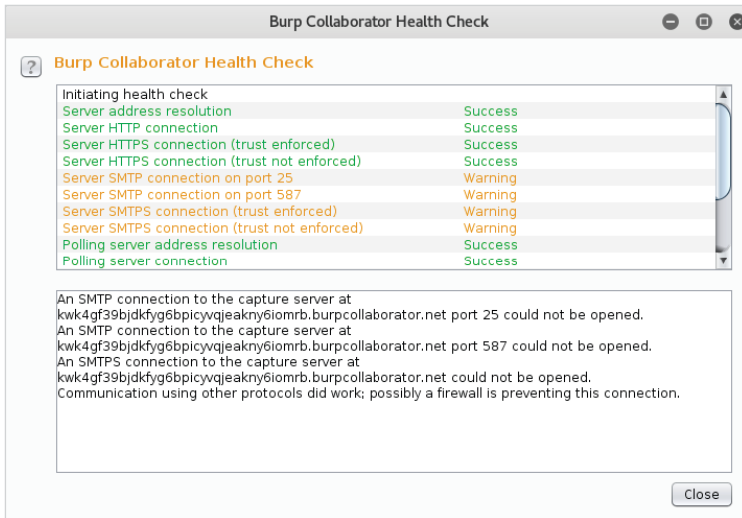 Burp Collaborator Health Check
? Burp Collaborator Health Check
Initiating health check
Server address resolution Success
Server HTTP connection Success
Server HTTPS connection (trust enforced) Success
Server HTTPS connection (trust not enforced) Success
Server SMTP connection on port 25 Warning
Server SMTP connection on port 587 Warning
Server SMTPS connection (trust enforced) Warning
Server SMTPS connection (trust not enforced) Warning
Polling server address resolution Success
Polling server connection Success
An SMTP connection to the capture server at
kwk4gf39bjdkfyg6bpicyvqjeakny6iomrb.burpcollaborator.net port 25 could not be opened.
An SMTP connection to the capture server at
kwk4gf39bjdkfyg6bpicyvqjeakny6iomrb.burpcollaborator.net port 587 could not be opened.
An SMTPS connection to the capture server at
kwk4gf39bjdkfyg6bpicyvqjeakny6iomrb.burpcollaborator.net could not be opened.
Communication using other protocols did work; possibly a firewall is preventing this connection.
Close